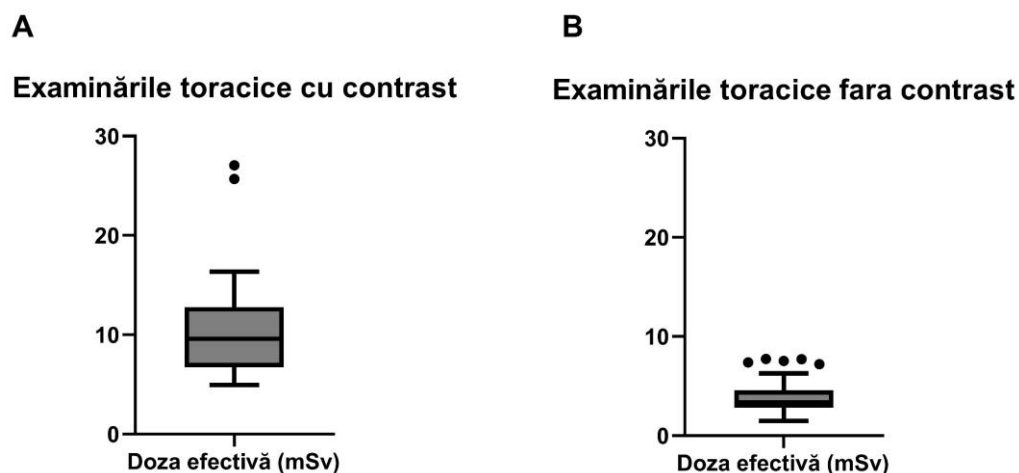 A
Examinările toracice cu contrast
30
20
10
0
Doza efectivă (mSv)
B
Examinările toracice fara contrast
30
20
10
0
Doza efectivă (mSv)